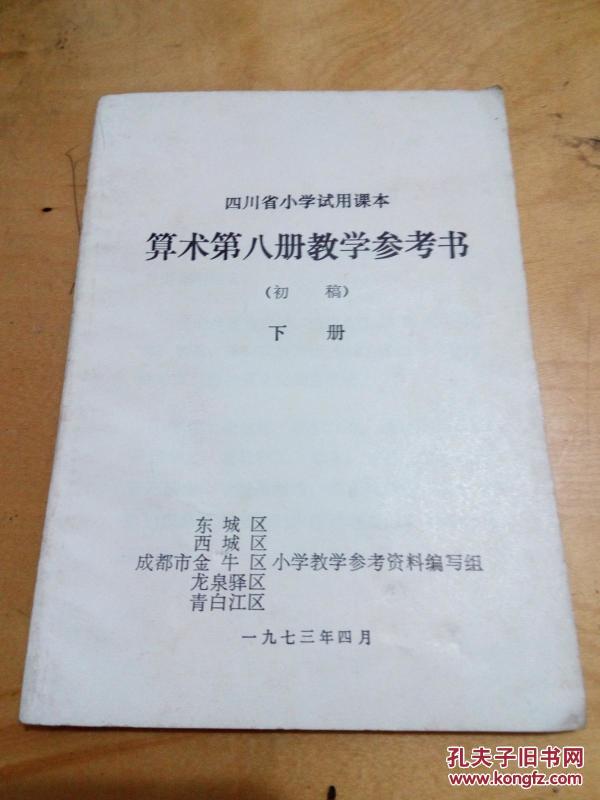 四川省小学试用课本
算术第八册教学参考书
(初 稿)
下 册
东城区
西城区
成都市金牛区小学教学参考资料编写组
龙泉驿区
青白江区
一九七三年四月
孔夫子旧书网
www.kongfz.com